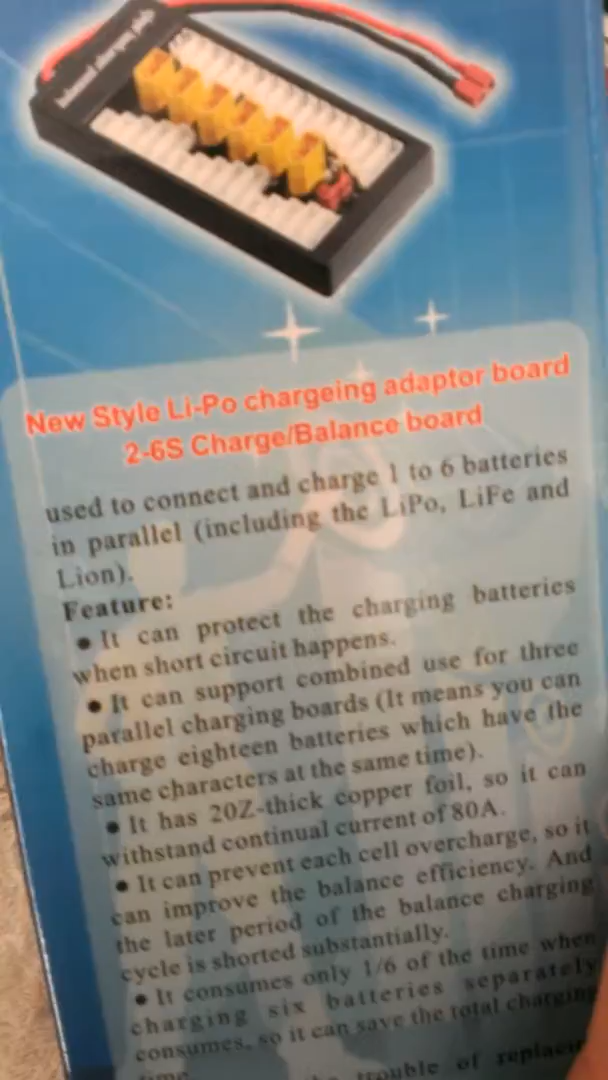 New Style Li-Po chargeing adaptor board
2-6S Charge/Balance board
used to connect and charge 1 to 6 batteries
in parallel (including the LiPo, LiFe and
Lion).
Feature:
● It can protect the charging batteries
when short circuit happens.
● It can support combined use for three
parallel charging boards (It means you can
charge eighteen batteries which have the
same characters at the same time).
● It has 20Z-thick copper foil, so it can
withstand continual current of 80A.
● It can prevent each cell overcharge, so it
can improve the balance efficiency. And
the later period of the balance charging
cycle is shorted substantially.
● It consumes only 1/6 of the time when
charging six batteries separately
consumes, so it can save the total charging
time.
trouble of